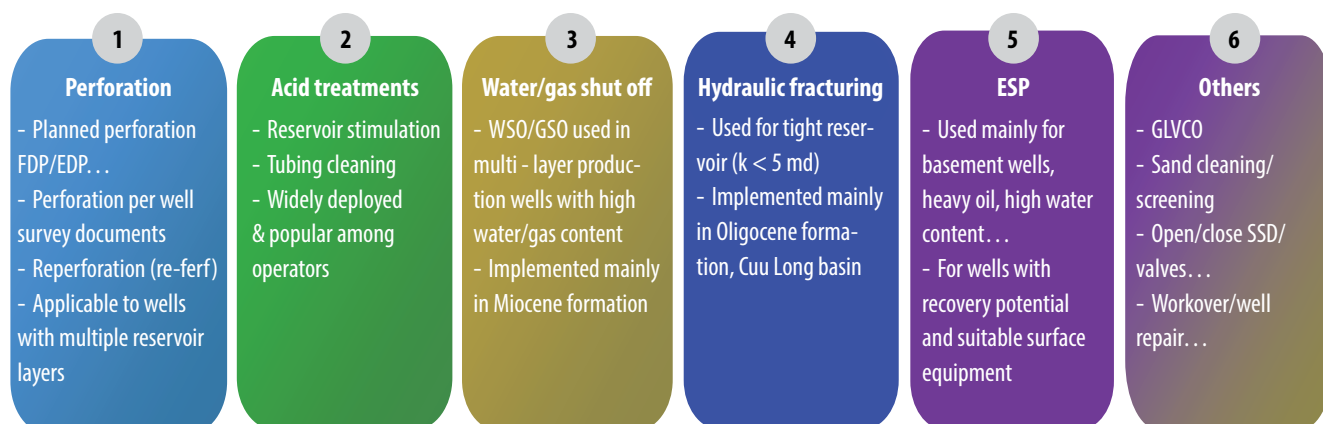 1
Perforation
- Planned perforation
FDP/EDP…
- Perforation per well
survey documents
- Reperforation (re-ferf)
- Applicable to wells
with multiple reservoir
layers
2
Acid treatments
- Reservoir stimulation
- Tubing cleaning
- Widely deployed
& popular among
operators
3
Water/gas shut off
- WSO/GSO used in
multi - layer produc-
tion wells with high
water/gas content
- Implemented mainly
in Miocene formation
4
Hydraulic fracturing
- Used for tight reser-
voir (k < 5 md)
- Implemented mainly
in Oligocene forma-
tion, Cuu Long basin
5
ESP
- Used mainly for
basement wells,
heavy oil, high water
content…
- For wells with
recovery potential
and suitable surface
equipment
6
Others
- GLVCO
- Sand cleaning/
screening
- Open/close SSD/
valves…
- Workover/well
repair…